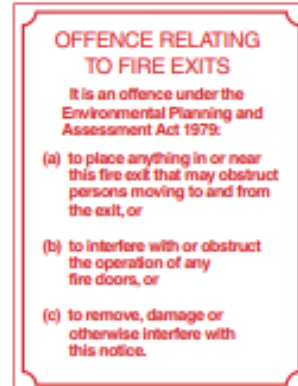 OFFENCE RELATING
TO FIRE EXITS
It is an offence under the
Environmental Planning and
Assessment Act 1979:
(a) to place anything in or near
this fire exit that may obstruct
persons moving to and from
the exit, or
(b) to interfere with or obstruct
the operation of any
fire doors, or
(c) to remove, damage or
otherwise interfere with
this notice.